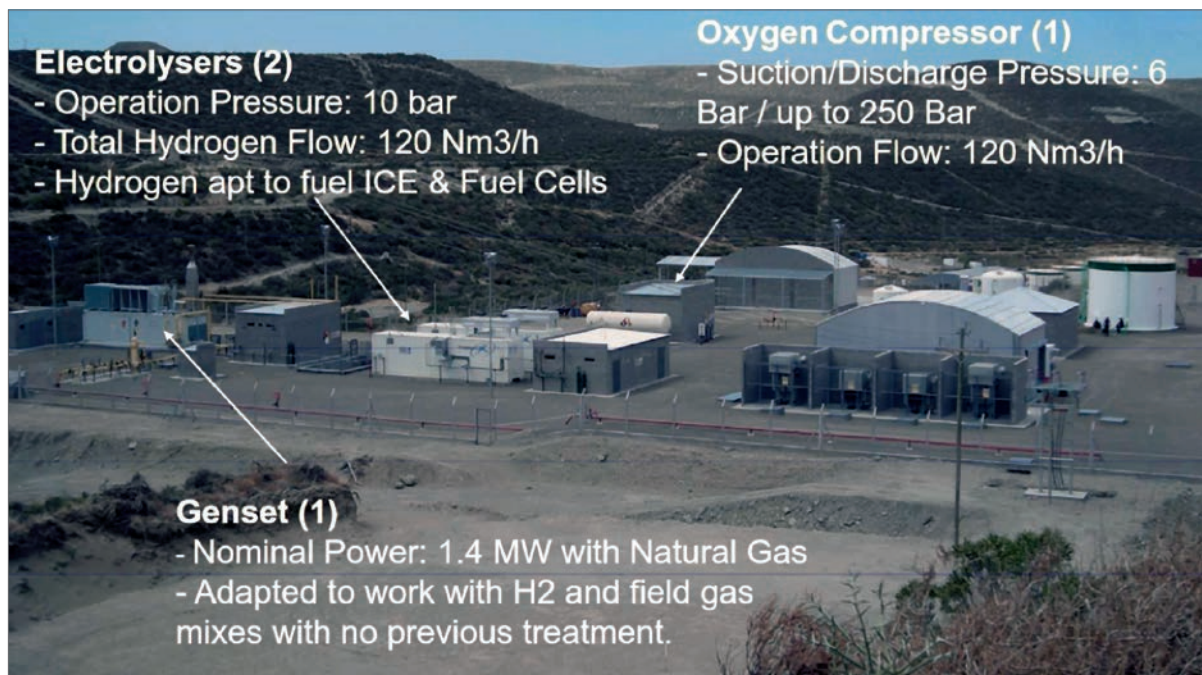 Electrolysers (2)
- Operation Pressure: 10 bar
- Total Hydrogen Flow: 120 Nm3/h
- Hydrogen apt to fuel ICE & Fuel Cells
Oxygen Compressor (1)
- Suction/Discharge Pressure: 6
Bar / up to 250 Bar
- Operation Flow: 120 Nm3/h
Genset (1)
- Nominal Power: 1.4 MW with Natural Gas
- Adapted to work with H2 and field gas
mixes with no previous treatment.